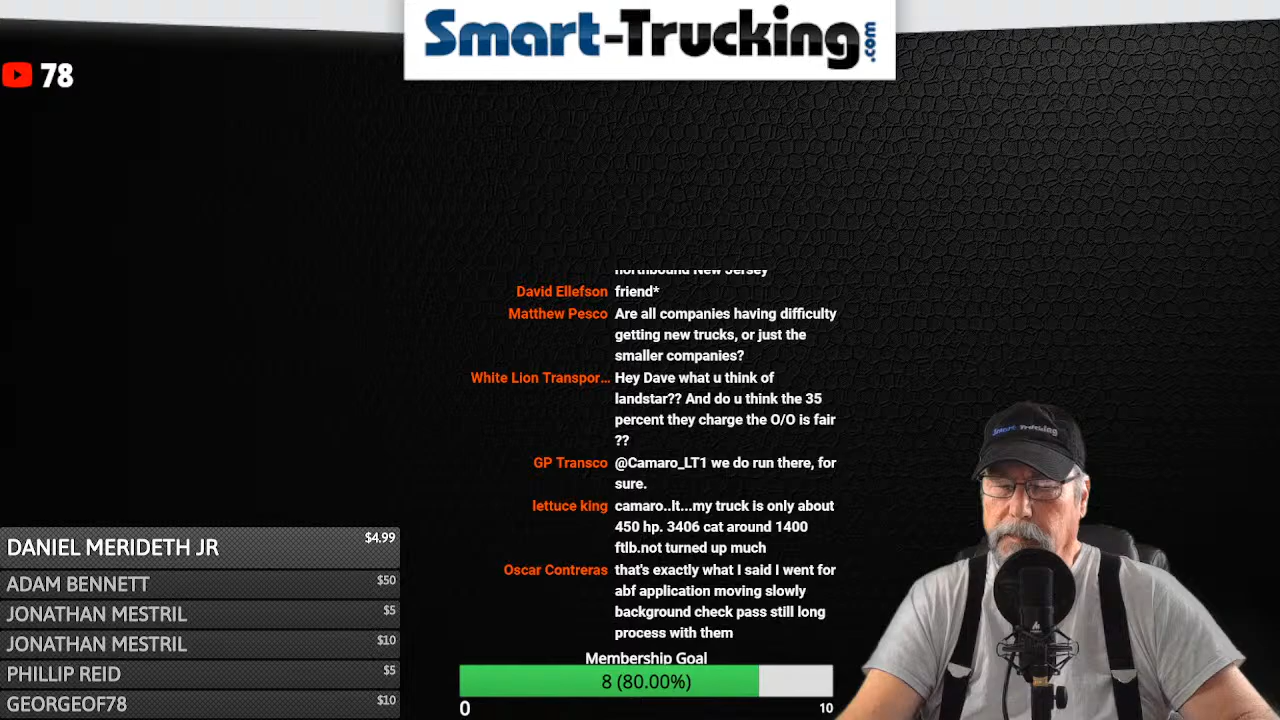 Smart-Trucking.com
78
northbound New Jersey
David Ellefson friend*
Matthew Pesco Are all companies having difficulty
getting new trucks, or just the
smaller companies?
White Lion Transpor... Hey Dave what u think of
landstar?? And do u think the 35
percent they charge the O/O is fair
??
GP Transco @Camaro_LT1 we do run there, for
sure.
lettuce king camaro..lt...my truck is only about
450 hp. 3406 cat around 1400
ftlb.not turned up much
Oscar Contreras that's exactly what I said I went for
abf application moving slowly
background check pass still long
process with them
Membership Goal
8 (80.00%)
0 10
DANIEL MERIDETH JR $4.99
ADAM BENNETT $50
JONATHAN MESTRIL $5
JONATHAN MESTRIL $10
PHILLIP REID $5
GEORGEOF78 $10
Smart-Trucking